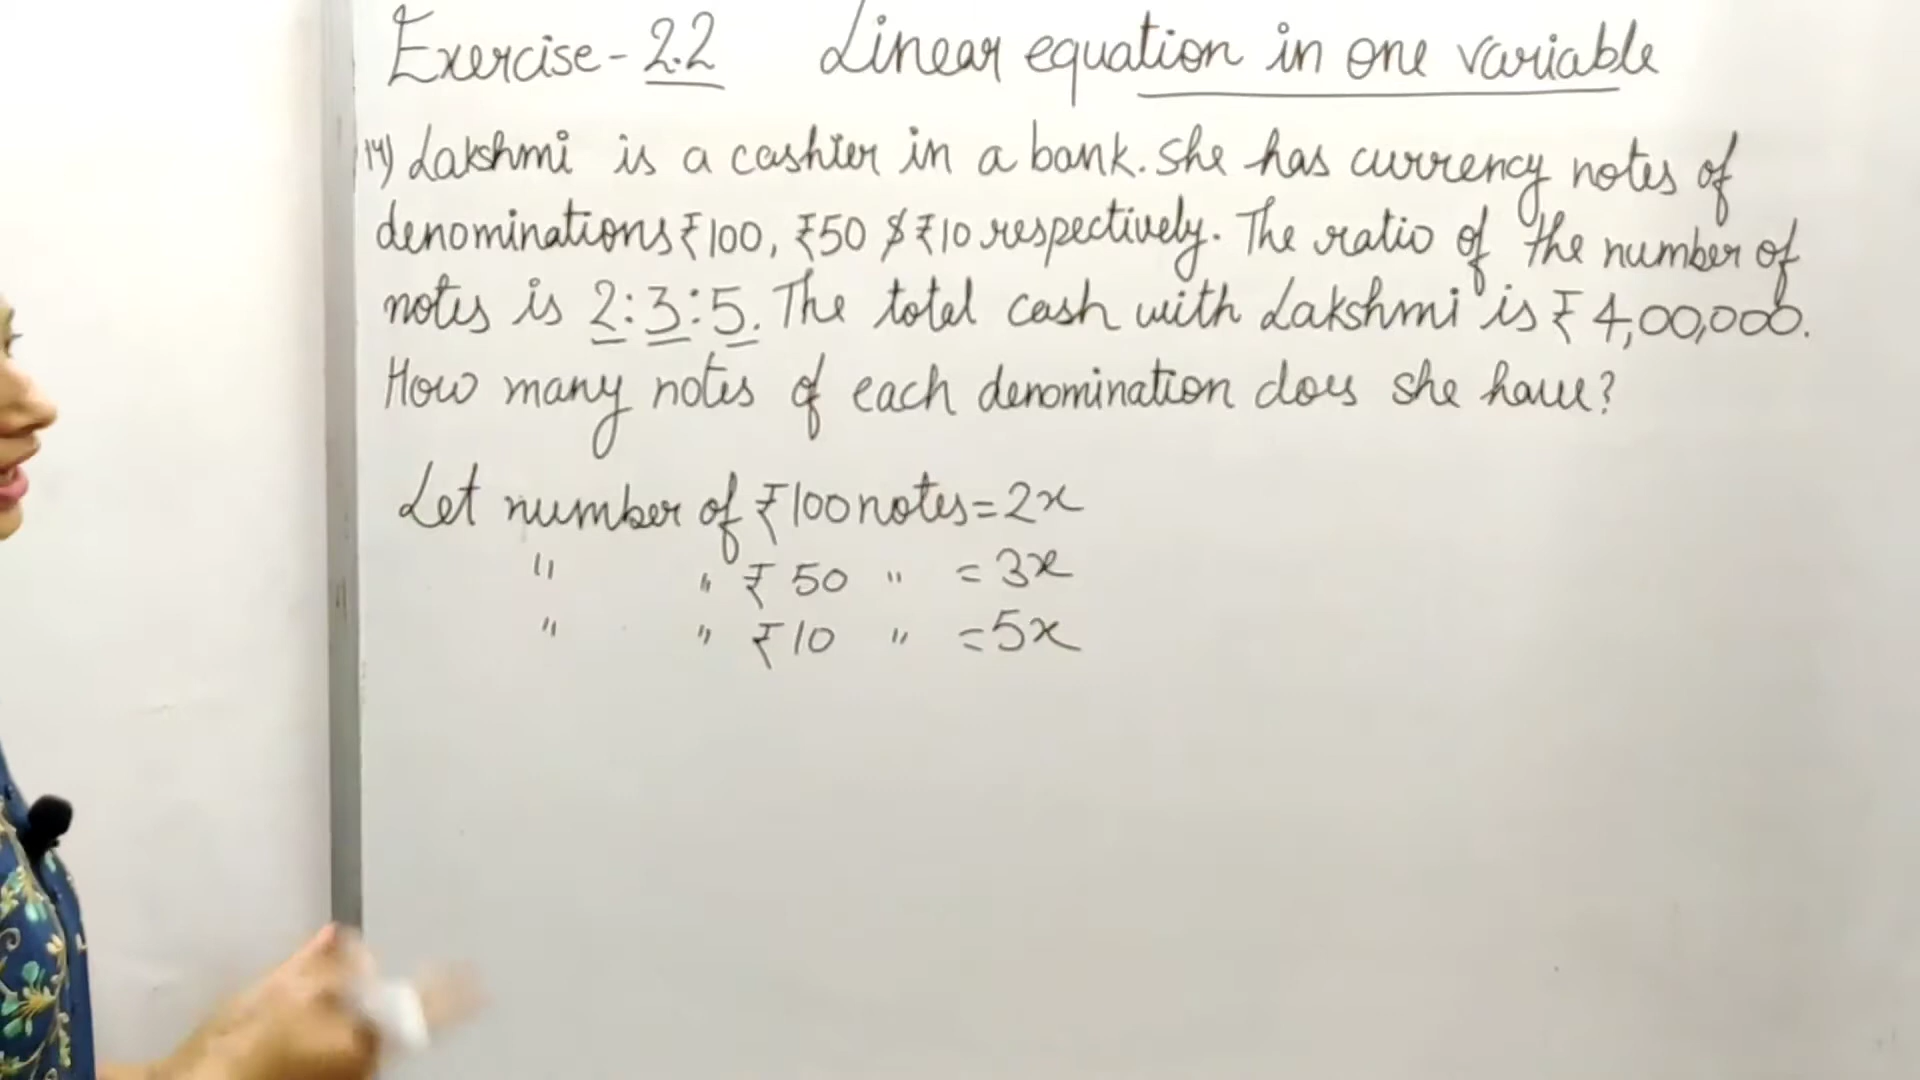 Exercise - 2.2 Linear equation in one variable
14) Lakshmi is a cashier in a bank. She has currency notes of
denominations ₹100, ₹50 & ₹10 respectively. The ratio of the number of
notes is 2:3:5. The total cash with Lakshmi is ₹ 4,00,000.
How many notes of each denomination does she have?
Let number of ₹100 notes = 2x
" " ₹ 50 " = 3x
" " ₹10 " = 5x